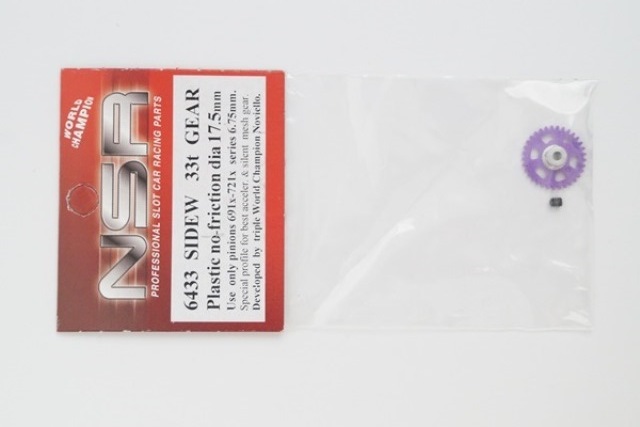 WORLD
CHAMPION
NSR
PROFESSIONAL SLOT CAR RACING PARTS
6433 SIDEW 33t GEAR
Plastic no-friction dia 17.5mm
Use only pinions 691x-721x series 6.75mm.
Special profile for best acceler. & silent mesh gear.
Developed by triple World Champion Noviello.